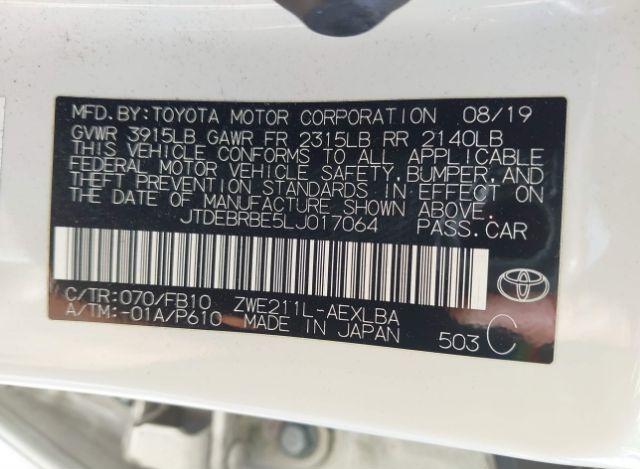 MFD.BY:TOYOTA MOTOR CORPORATION 08/19
GVWR 3915LB GAWR FR 2315LB RR 2140LB
THIS VEHICLE CONFORMS TO ALL APPLICABLE
FEDERAL MOTOR VEHICLE SAFETY,BUMPER,AND
THEFT PREVENTION STANDARDS IN EFFECT ON
THE DATE OF MANUFACTURE SHOWN ABOVE.
JTDEBRBE5LJ017064 PASS.CAR
C/TR:070/FB10 ZWE211L-AEXLBA
A/TM:-01A/P610 MADE IN JAPAN 503 C